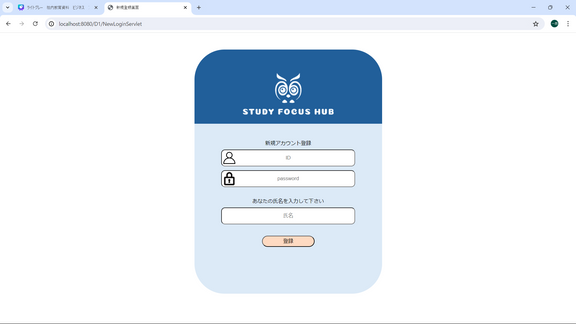 新規登録画面
localhost:8080/D1/NewLoginServlet
STUDY FOCUS HUB
新規アカウント登録
ID
password
あなたの氏名を入力して下さい
氏名
登録